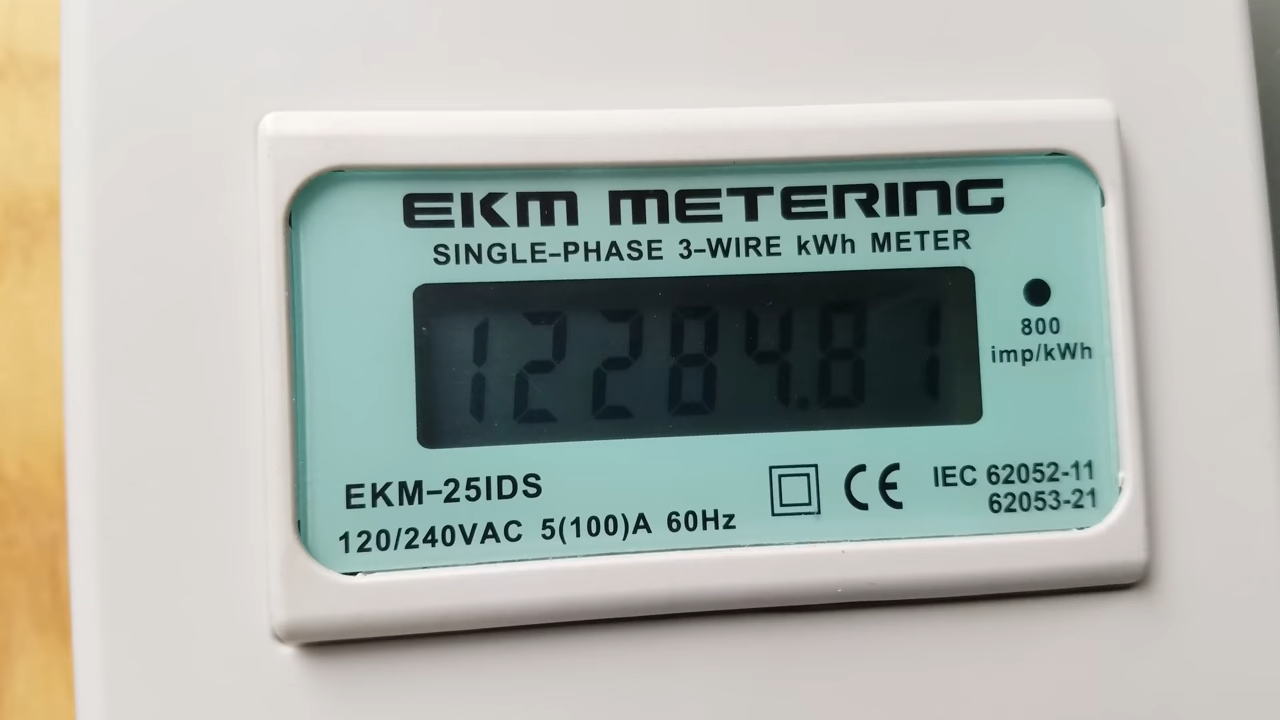 EKM METERING
SINGLE-PHASE 3-WIRE kWh METER
12284.81
800
imp/kWh
EKM-25IDS
120/240VAC 5(100)A 60Hz
CE
IEC 62052-11
62053-21